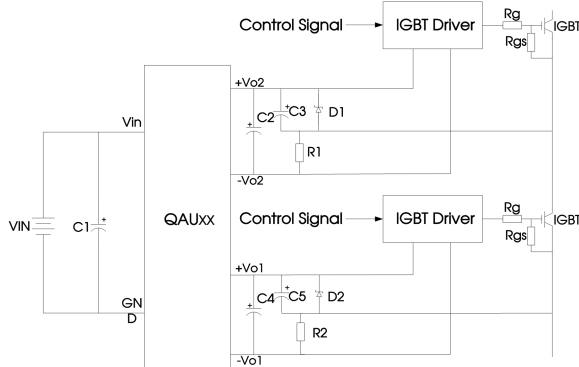 Control Signal
IGBT Driver
Rg
Rgs
IGBT
+Vo2
C2
+
C3
+
D1
R1
-Vo2
Vin
VIN
C1
+
QAUxx
GN
D
Control Signal
IGBT Driver
Rg
Rgs
IGBT
+Vo1
C4
+
C5
+
D2
R2
-Vo1